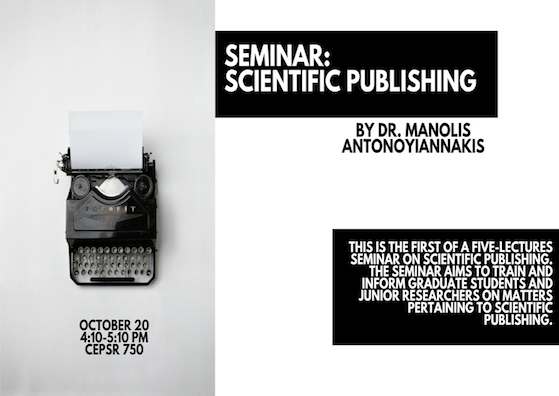 SEMINAR:
SCIENTIFIC PUBLISHING
BY DR. MANOLIS
ANTONOYIANNAKIS
THIS IS THE FIRST OF A FIVE-LECTURES
SEMINAR ON SCIENTIFIC PUBLISHING.
THE SEMINAR AIMS TO TRAIN AND
INFORM GRADUATE STUDENTS AND
JUNIOR RESEARCHERS ON MATTERS
PERTAINING TO SCIENTIFIC
PUBLISHING.
OCTOBER 20
4:10-5:10 PM
CEPSR 750